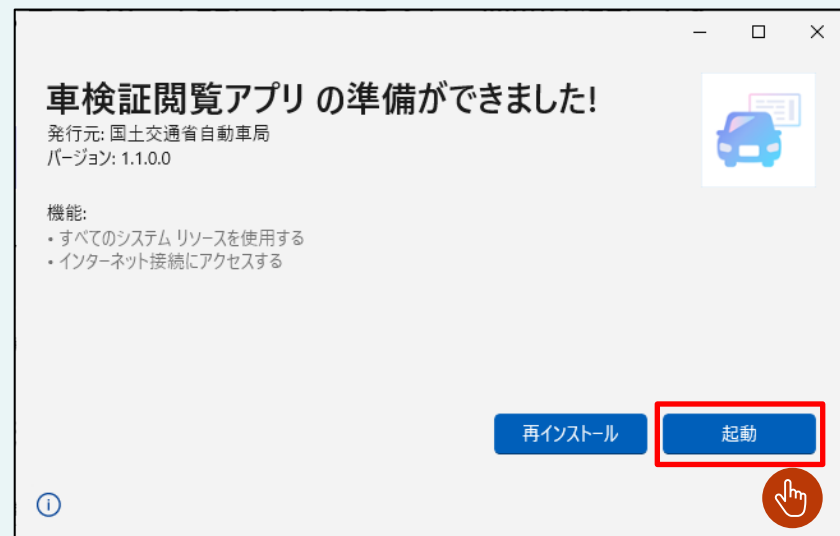 車検証閲覧アプリ の準備ができました!
発行元: 国土交通省自動車局
バージョン: 1.1.0.0
機能:
• すべてのシステム リソースを使用する
• インターネット接続にアクセスする
再インストール
起動